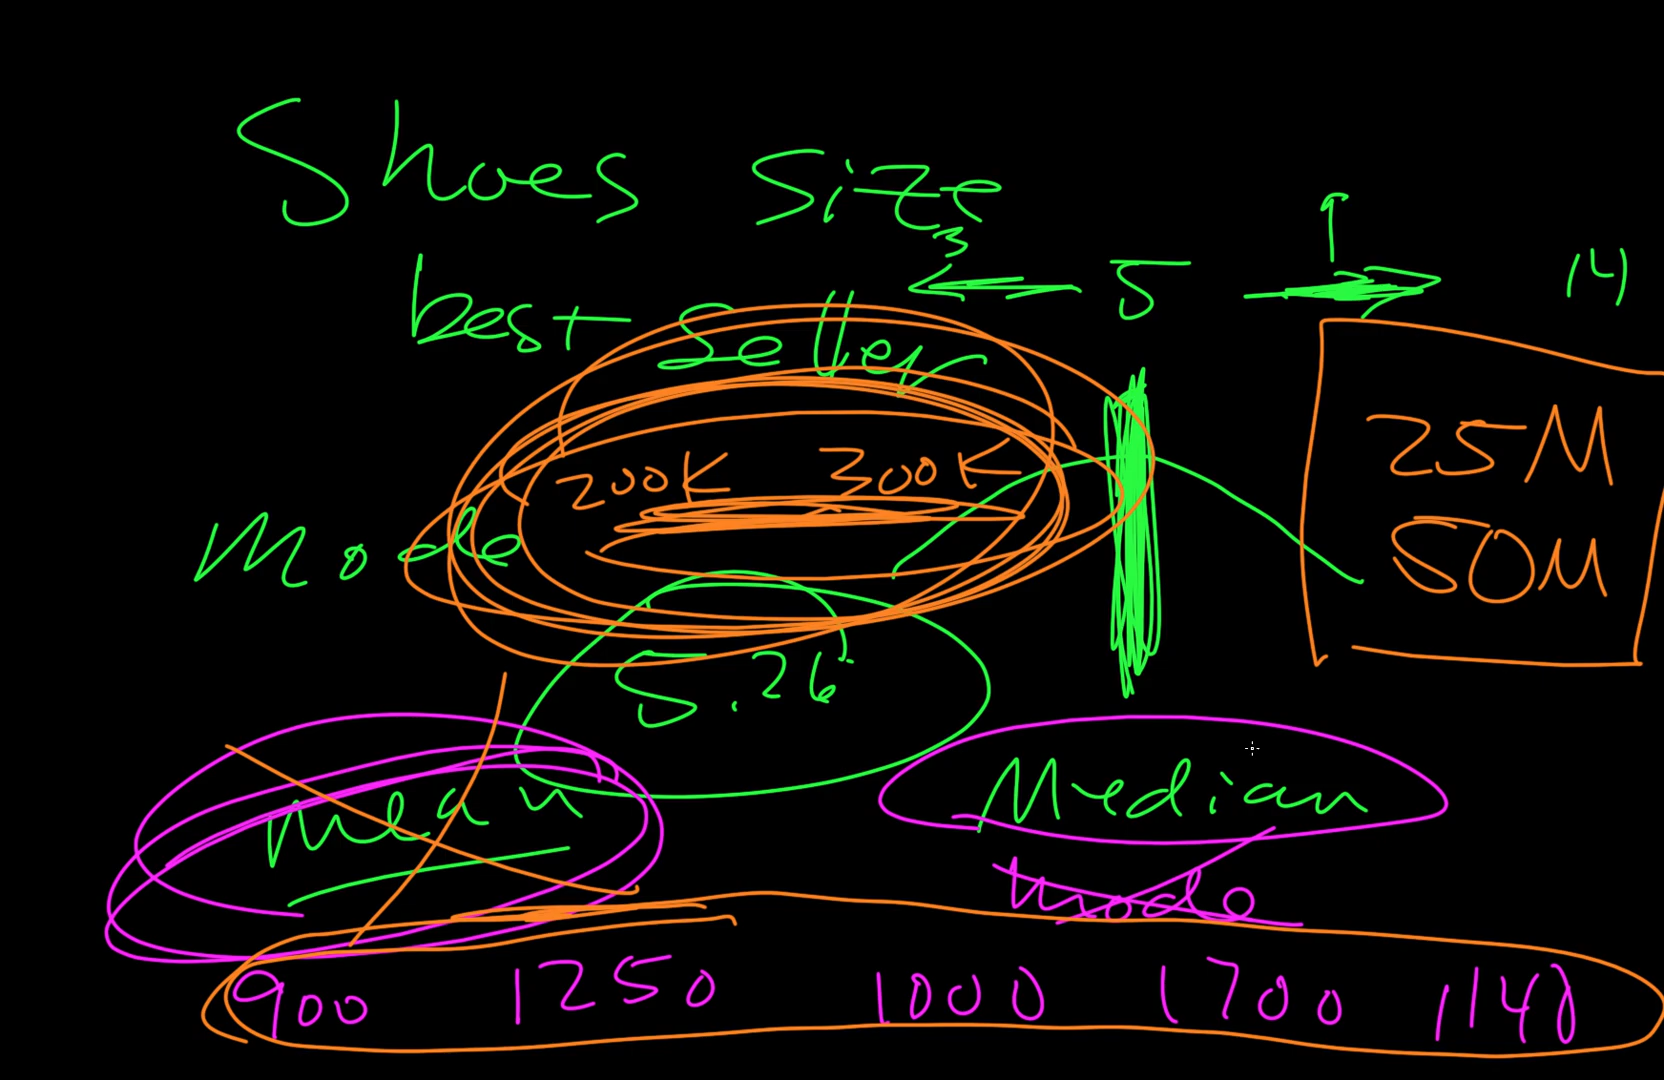 Shoes size
3
5
14
best seller
25M
200K 300K
Mode
50M
5.26
mean
Median
mode
900 1250 1000 1700 1140